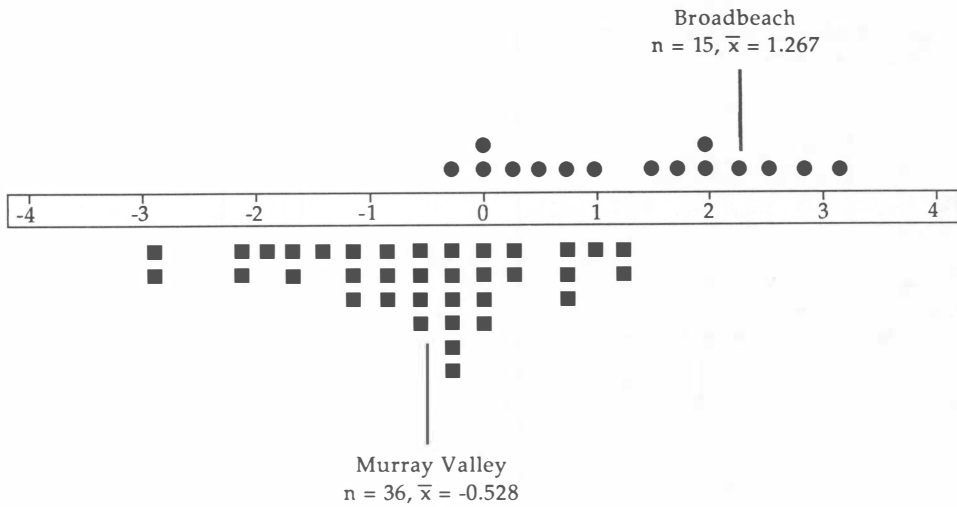 Broadbeach
n = 15, x̅ = 1.267
-4 -3 -2 -1 0 1 2 3 4
Murray Valley
n = 36, x̅ = -0.528